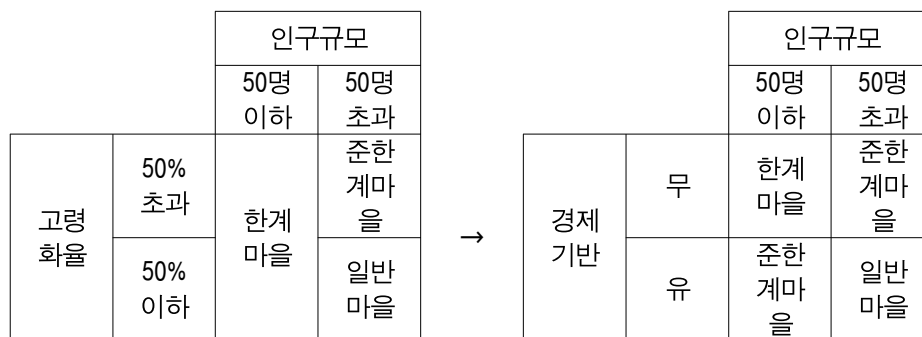 인구규모
50명
이하
50명
초과
고령
화율
50%
초과
한계
마을
준한
계마
을
50%
이하
일반
마을
→
인구규모
50명
이하
50명
초과
경제
기반
무
한계
마을
준한
계마
을
유
준한
계마
을
일반
마을